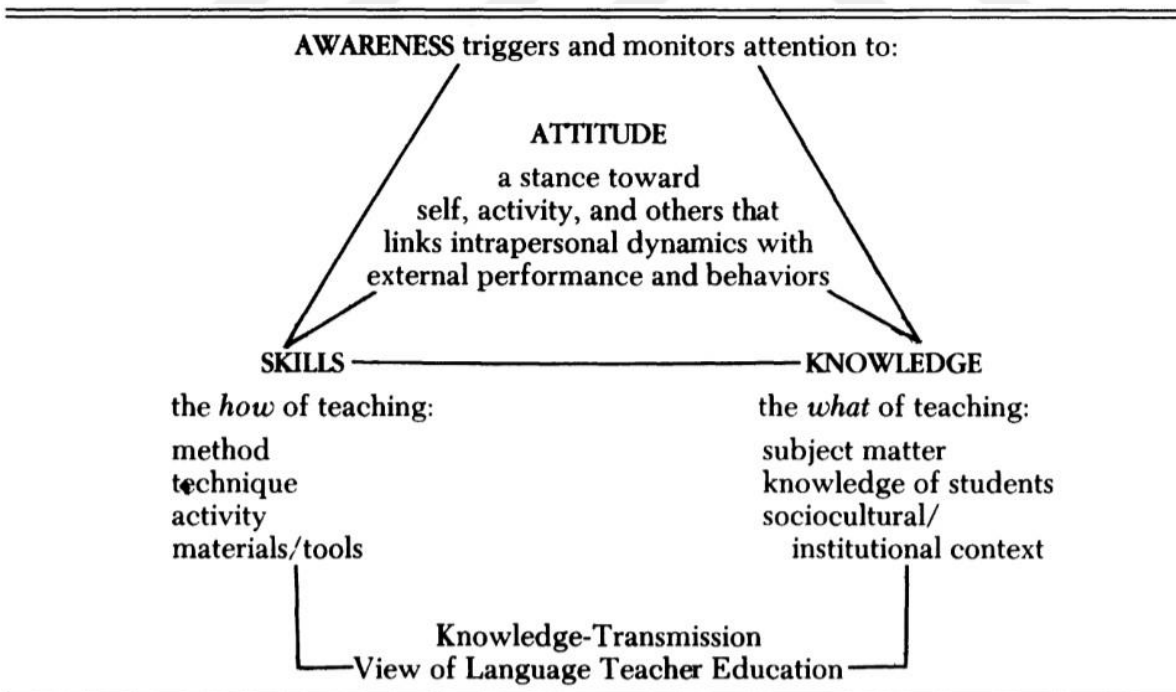 AWARENESS triggers and monitors attention to:
ATTITUDE
a stance toward
self, activity, and others that
links intrapersonal dynamics with
external performance and behaviors
SKILLS
KNOWLEDGE
the how of teaching:
method
technique
activity
materials/tools
the what of teaching:
subject matter
knowledge of students
sociocultural/
institutional context
Knowledge-Transmission
View of Language Teacher Education